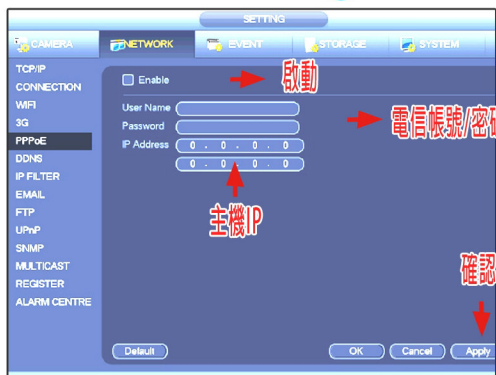 SETTING
CAMERA NETWORK EVENT STORAGE SYSTEM
TCP/IP
CONNECTION
WIFI
3G
PPPoE
DDNS
IP FILTER
EMAIL
FTP
UPnP
SNMP
MULTICAST
REGISTER
ALARM CENTRE
Enable 啟動
User Name
Password 電信帳號/密碼
IP Address 0 . 0 . 0 . 0
0 . 0 . 0 . 0
主機IP
確認
Default OK Cancel Apply